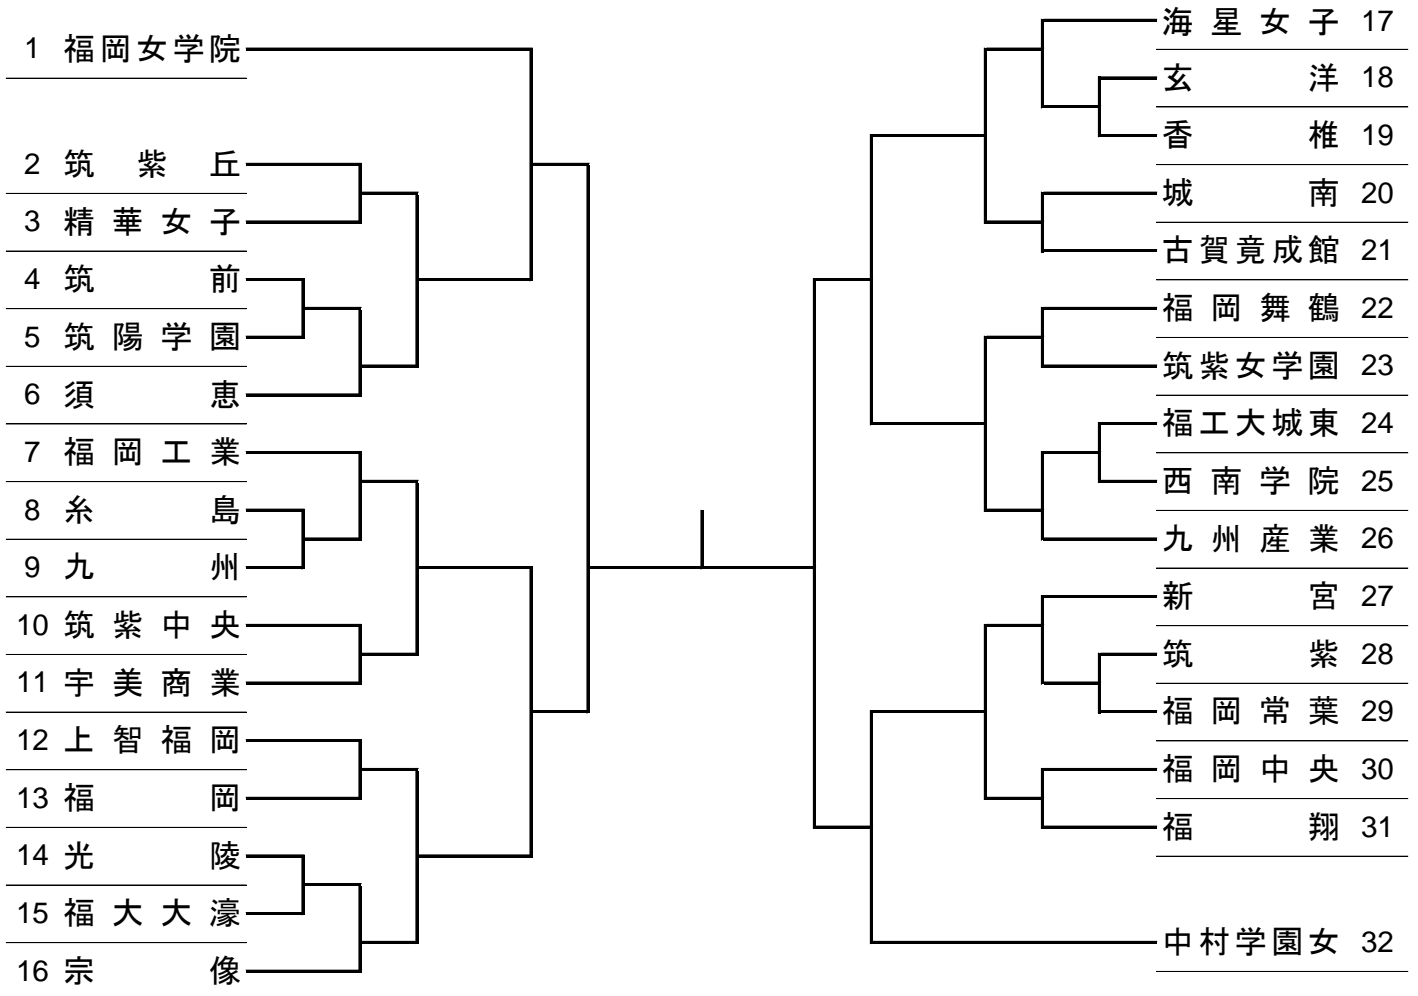 1 福岡女学院
2 筑紫丘
3 精華女子
4 筑前
5 筑陽学園
6 須恵
7 福岡工業
8 糸島
9 九州
10 筑紫中央
11 宇美商業
12 上智福岡
13 福岡
14 光陵
15 福大大濠
16 宗像
海星女子 17
玄洋 18
香椎 19
城南 20
古賀竟成館 21
福岡舞鶴 22
筑紫女学園 23
福工大城東 24
西南学院 25
九州産業 26
新宮 27
筑紫 28
福岡常葉 29
福岡中央 30
福翔 31
中村学園女 32